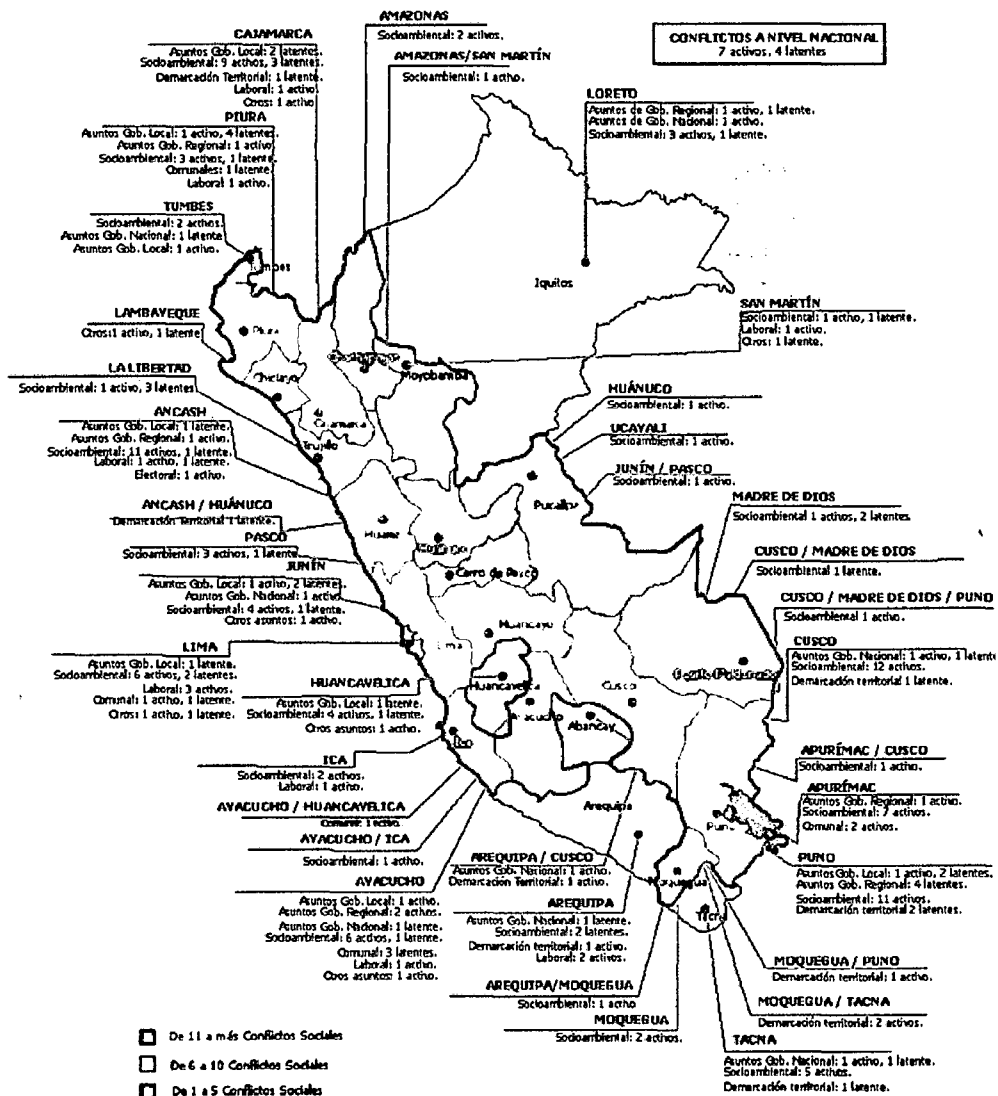 AMAZONAS
Socioambiental: 2 activos.
CONFLICTOS A NIVEL NACIONAL
7 activos, 4 latentes
CAJAMARCA
Asuntos Gob. Local: 2 latentes.
Socioambiental: 9 activos, 3 latentes.
Demarcación Territorial: 1 latente.
Laboral: 1 activo.
Otros: 1 activo
AMAZONAS/SAN MARTÍN
Socioambiental: 1 activo.
LORETO
Asuntos de Gob. Regional: 1 activo, 1 latente.
Asuntos de Gob. Nacional: 1 activo.
Socioambiental: 3 activos, 1 latente.
PIURA
Asuntos Gob. Local: 1 activo, 4 latentes.
Asuntos Gob. Regional: 1 activo
Socioambiental: 3 activos, 1 latente.
Comunales: 1 latente
Laboral 1 activo.
TUMBES
Socioambiental: 2 activos.
Asuntos Gob. Nacional: 1 latente
Asuntos Gob. Local: 1 activo.
Iquitos
SAN MARTÍN
Socioambiental: 1 activo, 1 latente.
Laboral: 1 activo.
Otros: 1 latente.
LAMBAYEQUE
Otros: 1 activo, 1 latente
Piura
Moyobamba
LA LIBERTAD
Socioambiental: 1 activo, 3 latentes.
Chiclayo
Cajamarca
Trujillo
HUÁNUCO
Socioambiental: 1 activo.
ANCASH
Asuntos Gob. Local: 1 latente.
Asuntos Gob. Regional: 1 activo.
Socioambiental: 11 activos, 1 latente.
Laboral: 1 activo, 1 latente.
Electoral: 1 activo.
UCAYALI
Socioambiental: 1 activo.
JUNÍN / PASCO
Socioambiental: 1 activo.
Pucallpa
MADRE DE DIOS
Socioambiental 1 activos, 2 latentes.
ANCASH / HUÁNUCO
Demarcación Territorial 1 latente.
Huaraz
PASCO
Socioambiental: 3 activos, 1 latente
CUSCO / MADRE DE DIOS
Socioambiental 1 latente.
Cerro de Pasco
JUNÍN
Asuntos Gob. Local: 1 activo, 2 latentes.
Asuntos Gob. Nacional: 1 activo
Socioambiental: 4 activos, 1 latente.
Otros asuntos: 1 activo.
CUSCO / MADRE DE DIOS / PUNO
Socioambiental 1 activo.
Huancayo
Lima
LIMA
Asuntos Gob. Local: 1 latente.
Socioambiental: 6 activos, 2 latentes.
Laboral: 3 activos.
Comunal: 1 activo, 1 latente.
Otros: 1 activo, 1 latente.
CUSCO
Asuntos Gob. Nacional: 1 activo, 1 latente
Socioambiental: 12 activos.
Demarcación territorial 1 latente.
HUANCAVELICA
Asuntos Gob. Local: 1 latente.
Socioambiental: 4 activos, 1 latente.
Otros asuntos: 1 activo.
Huancavelica
Cusco
Abancay
ICA
Socioambiental: 2 activos.
Laboral: 1 activo.
APURÍMAC / CUSCO
Socioambiental: 1 activo.
AYACUCHO / HUANCAVELICA
Comunal: 1 activo.
APURÍMAC
Asuntos Gob. Regional: 1 activo.
Socioambiental: 7 activos.
Comunal: 2 activos.
Arequipa
Puno
AYACUCHO / ICA
Socioambiental: 1 activo.
AREQUIPA / CUSCO
Asuntos Gob. Nacional: 1 activo.
Demarcación Territorial: 1 activo.
Moquegua
PUNO
Asuntos Gob. Local: 1 activo, 2 latentes.
Asuntos Gob. Regional: 4 latentes.
Socioambiental: 11 activos.
Demarcación territorial 2 latentes.
AYACUCHO
Asuntos Gob. Local: 1 activo.
Asuntos Gob. Regional: 2 activos.
Asuntos Gob. Nacional: 1 latente.
Socioambiental: 6 activos, 1 latente.
Comunal: 3 latentes.
Laboral: 1 activo.
Otros asuntos: 1 activo.
AREQUIPA
Asuntos Gob. Nacional: 1 latente.
Socioambiental: 2 latentes.
Demarcación territorial: 1 activo.
Laboral: 2 activos.
Tacna
MOQUEGUA / PUNO
Demarcación territorial: 1 activo.
AREQUIPA/MOQUEGUA
Socioambiental: 1 activo
MOQUEGUA / TACNA
Demarcación territorial: 2 activos.
MOQUEGUA
Socioambiental: 2 activos.
TACNA
Asuntos Gob. Nacional: 1 activo, 1 latente.
Socioambiental: 5 activos.
Demarcación territorial: 1 latente.
De 11 a más Conflictos Sociales
De 6 a 10 Conflictos Sociales
De 1 a 5 Conflictos Sociales